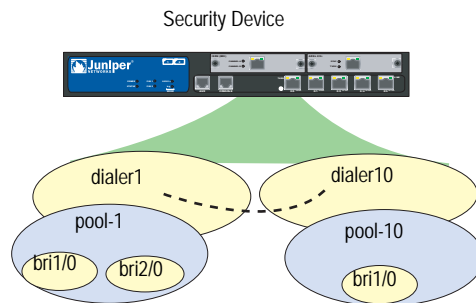 Security Device
Juniper
NETWORKS
dialer1
dialer10
pool-1
pool-10
bri1/0
bri2/0
bri1/0